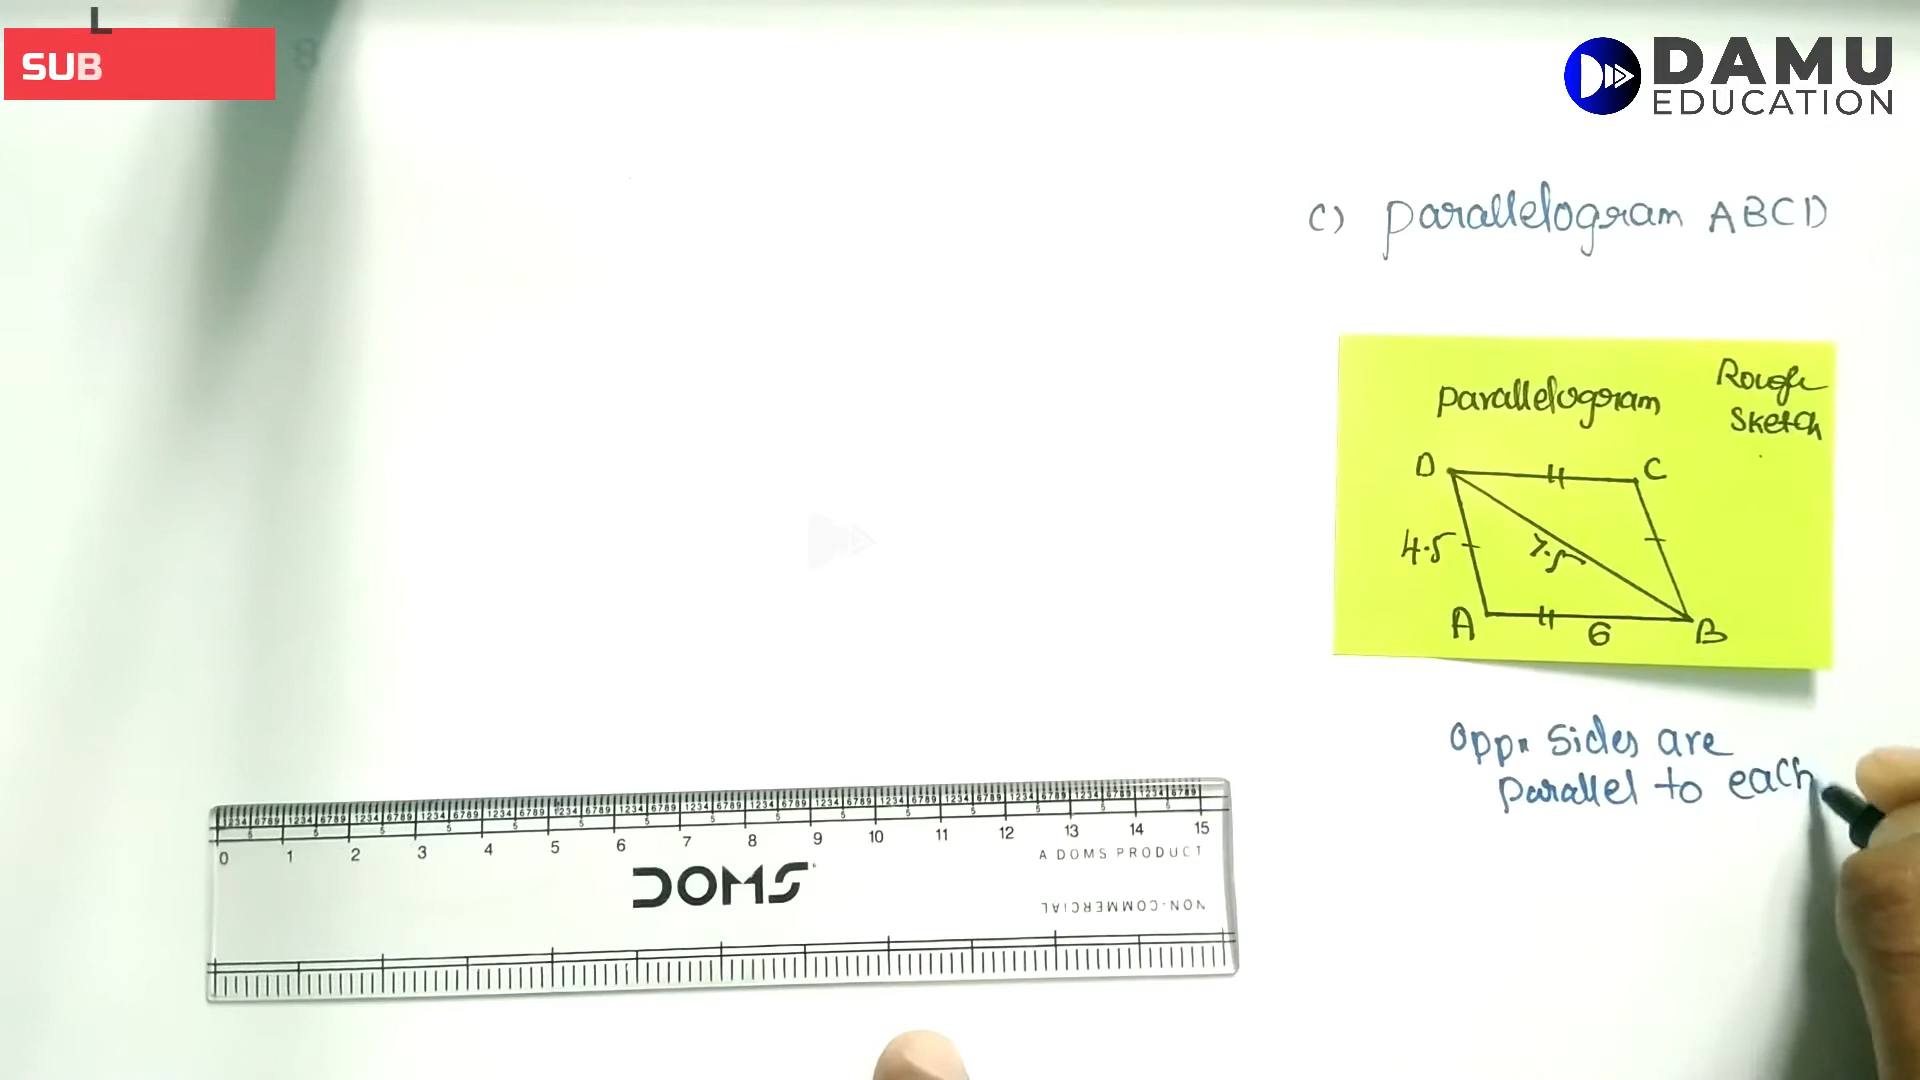 L
SUB
DAMU
EDUCATION
C) Parallelogram ABCD
Parallelogram
Rough
Sketch
D
C
4.5
7.5
A
6
B
Opp. Sides are
Parallel to each
0 1 2 3 4 5 6 7 8 9 10 11 12 13 14 15
DOMS
A DOMS PRODUCT
NON-COMMERCIAL